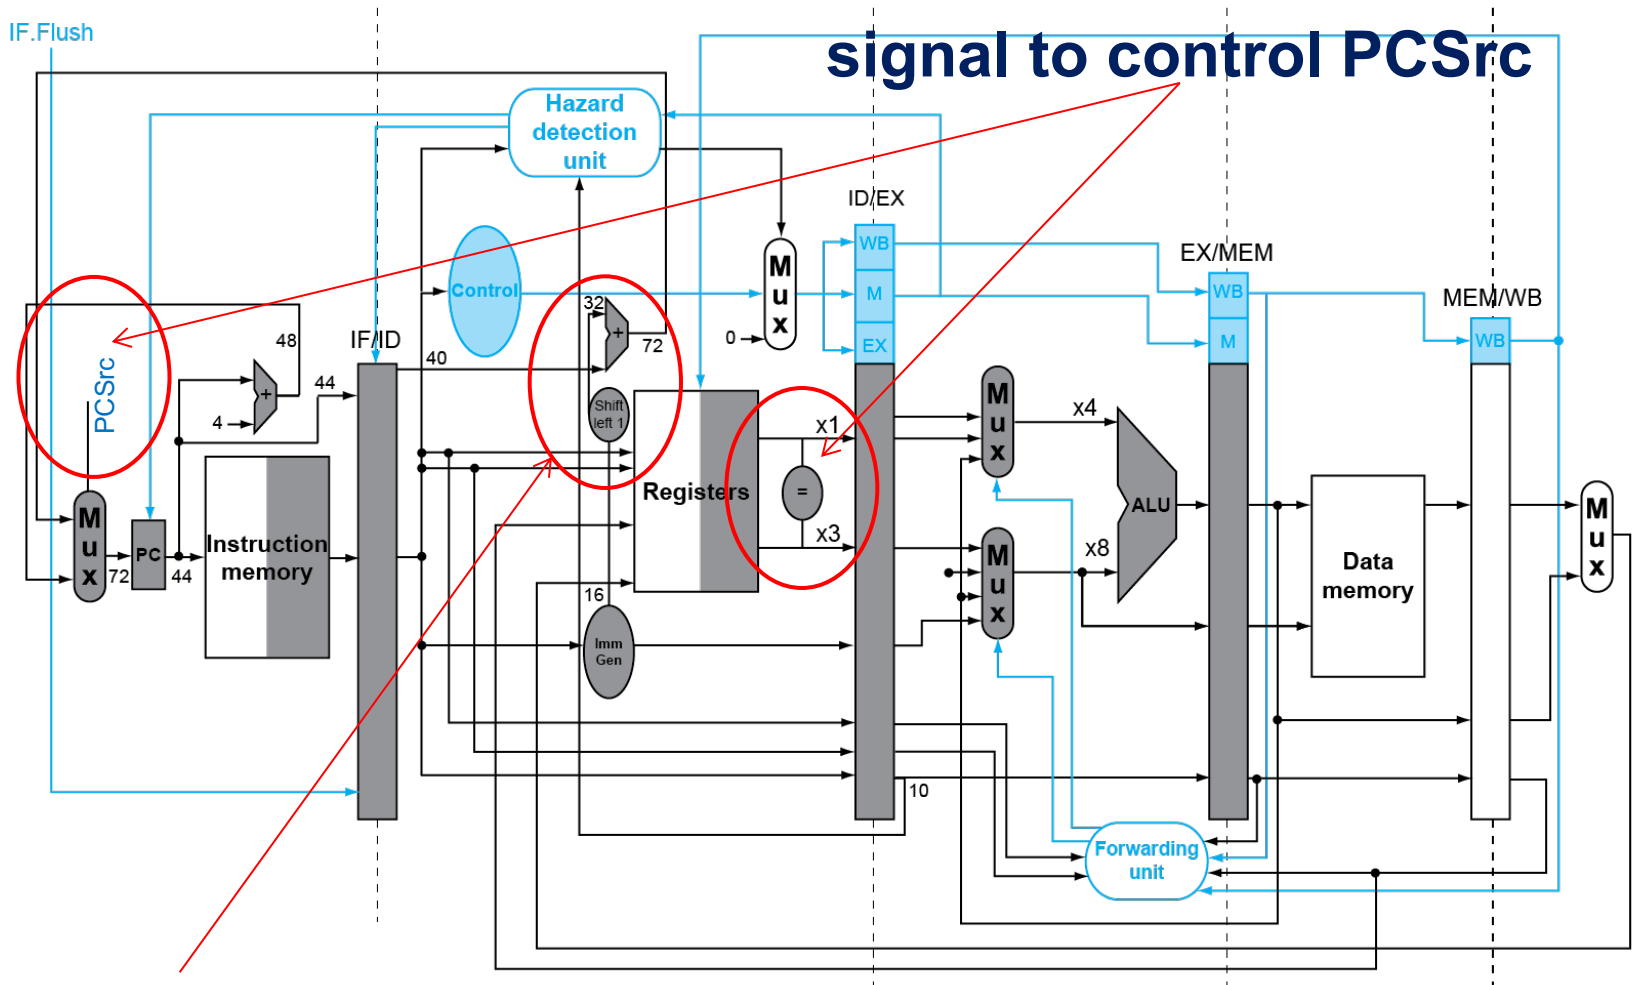 IF.Flush
signal to control PCSrc
Hazard
detection
unit
ID/EX
WB
EX/MEM
M
u
x
Control
M
WB
MEM/WB
32
+
0
48
IF/ID
72
EX
M
WB
PCSrc
40
44
+
4
Shift
left 1
M
u
x
x4
x1
Registers
=
ALU
M
u
x
PC
72
44
Instruction
memory
x3
M
u
x
x8
Data
memory
M
u
x
16
Imm
Gen
10
Forwarding
unit